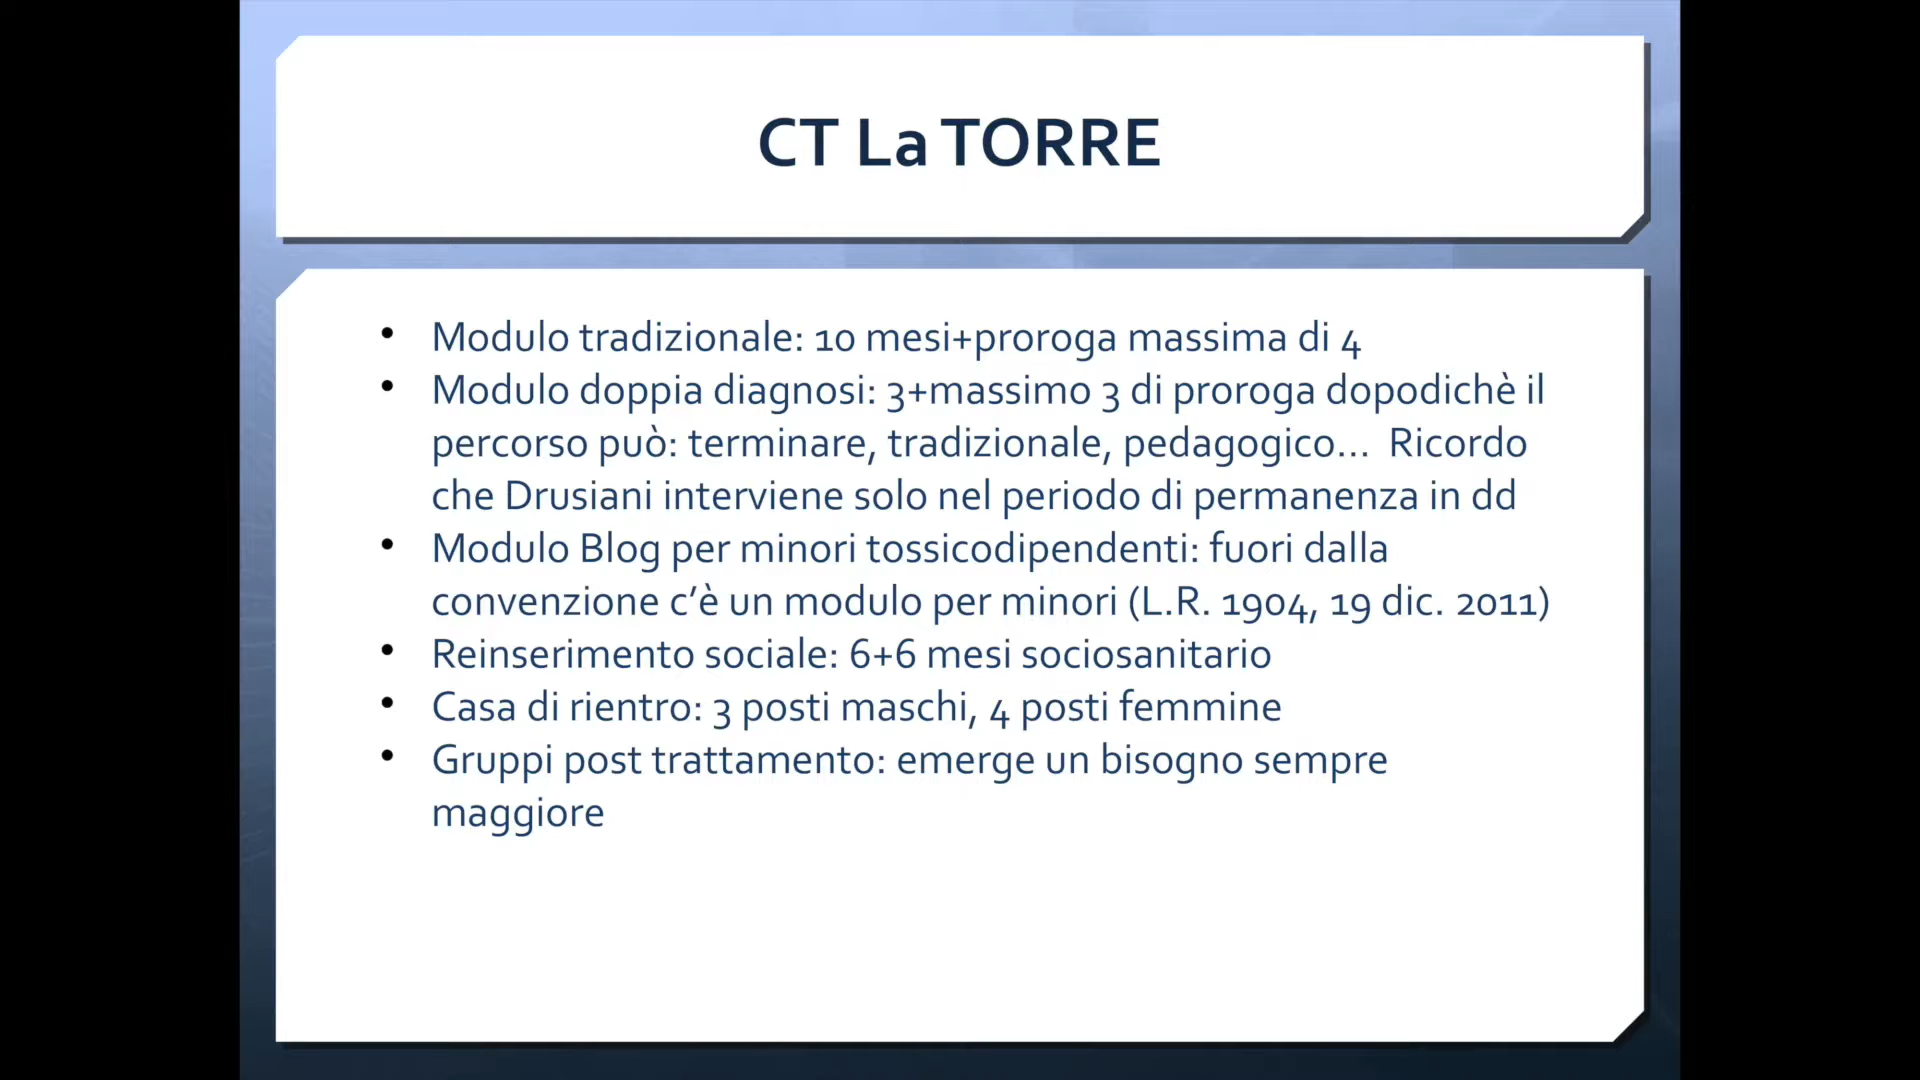 CT La TORRE
• Modulo tradizionale: 10 mesi+proroga massima di 4
• Modulo doppia diagnosi: 3+massimo 3 di proroga dopodichè il
percorso può: terminare, tradizionale, pedagogico... Ricordo
che Drusiani interviene solo nel periodo di permanenza in dd
• Modulo Blog per minori tossicodipendenti: fuori dalla
convenzione c’è un modulo per minori (L.R. 1904, 19 dic. 2011)
• Reinserimento sociale: 6+6 mesi sociosanitario
• Casa di rientro: 3 posti maschi, 4 posti femmine
• Gruppi post trattamento: emerge un bisogno sempre
maggiore